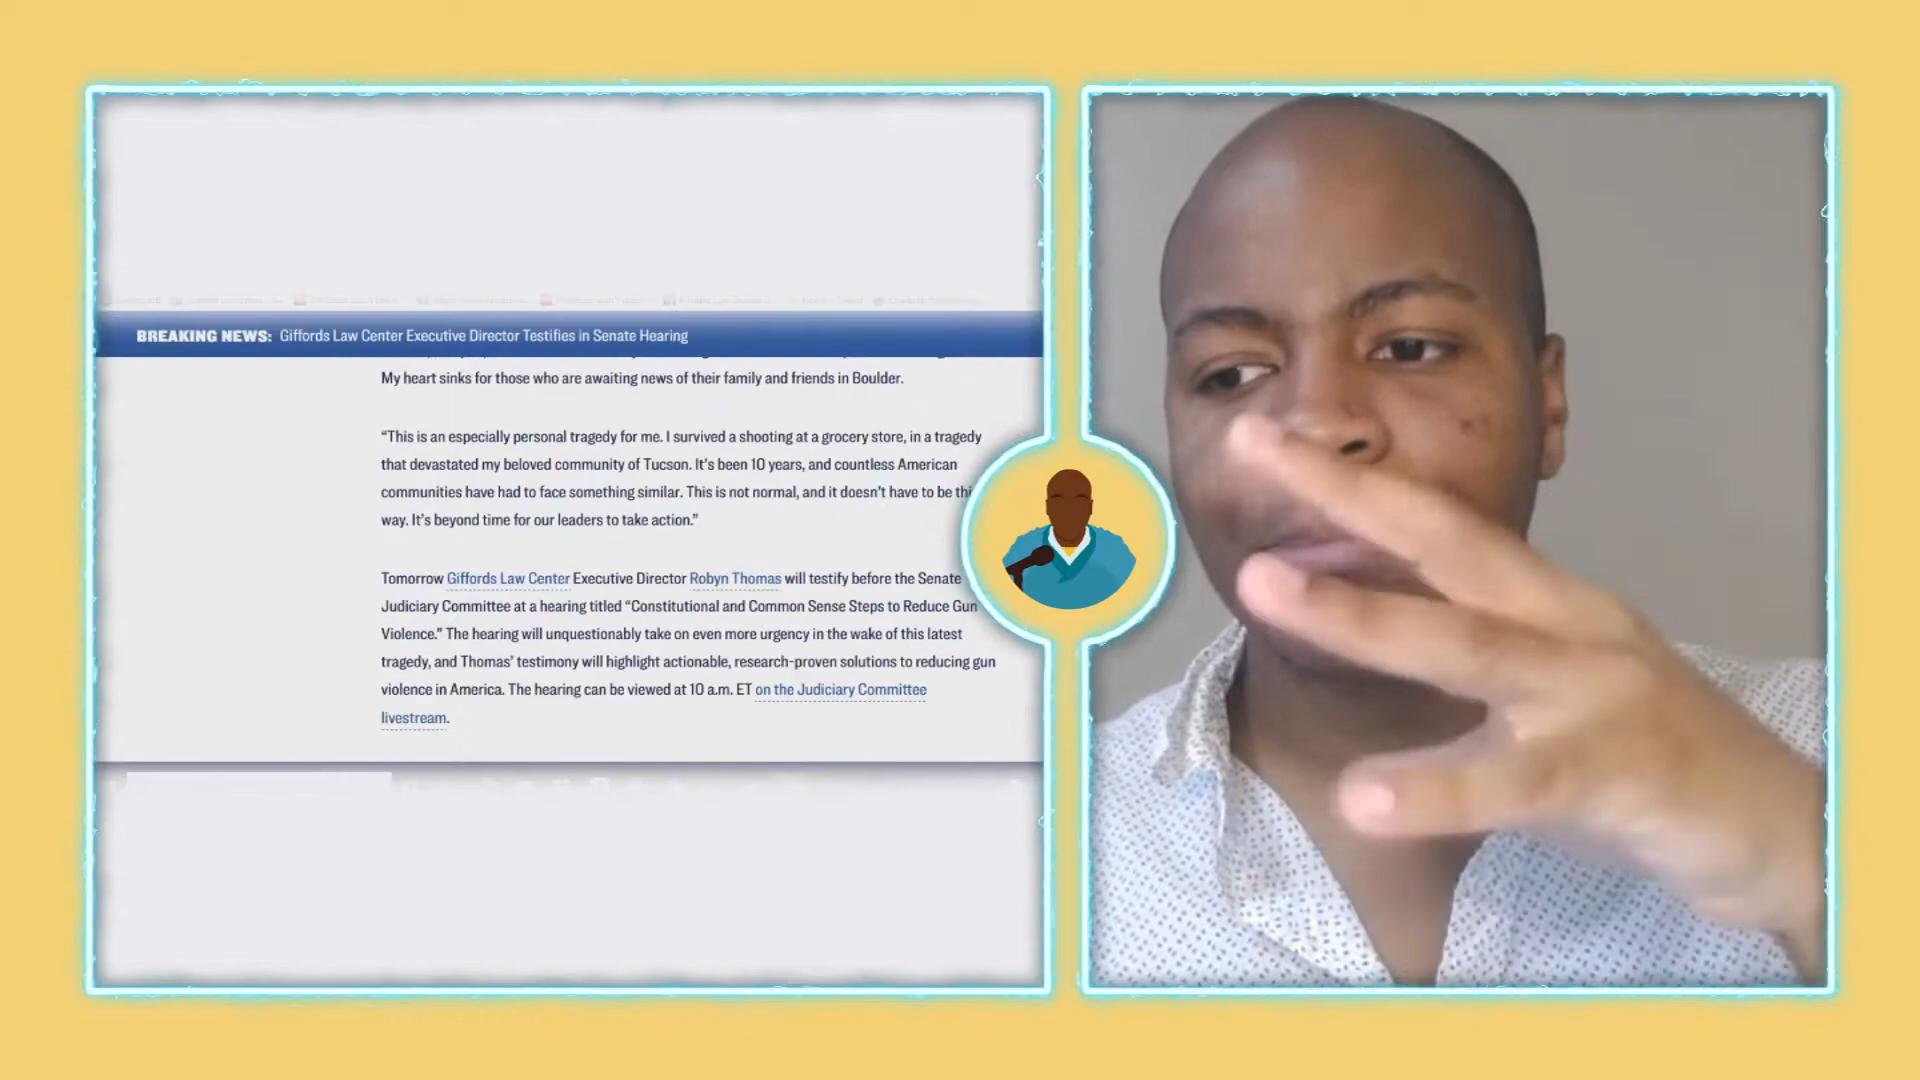 BREAKING NEWS: Giffords Law Center Executive Director Testifies in Senate Hearing
My heart sinks for those who are awaiting news of their family and friends in Boulder.
“This is an especially personal tragedy for me. I survived a shooting at a grocery store, in a tragedy
that devastated my beloved community of Tucson. It’s been 10 years, and countless American
communities have had to face something similar. This is not normal, and it doesn’t have to be thi
way. It’s beyond time for our leaders to take action.”
Tomorrow Giffords Law Center Executive Director Robyn Thomas will testify before the Senate
Judiciary Committee at a hearing titled “Constitutional and Common Sense Steps to Reduce Gun
Violence.” The hearing will unquestionably take on even more urgency in the wake of this latest
tragedy, and Thomas’ testimony will highlight actionable, research-proven solutions to reducing gun
violence in America. The hearing can be viewed at 10 a.m. ET on the Judiciary Committee
livestream.